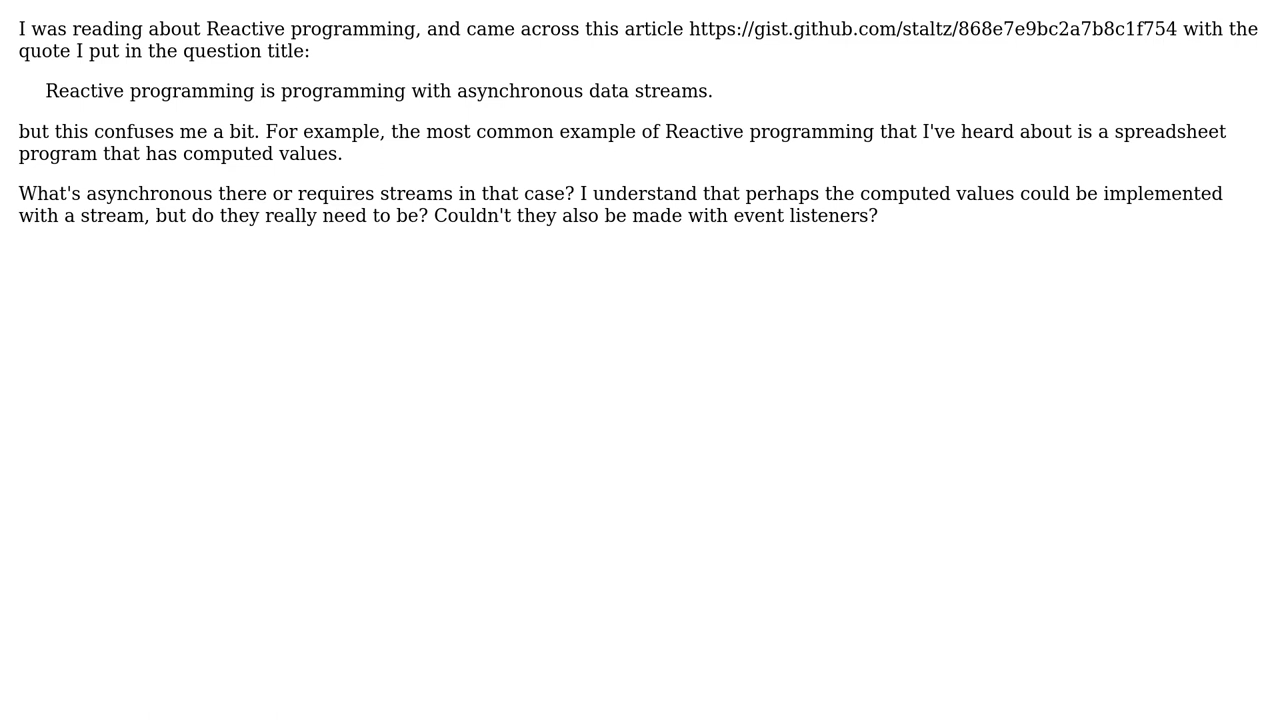 I was reading about Reactive programming, and came across this article https://gist.github.com/staltz/868e7e9bc2a7b8c1f754 with the
quote I put in the question title:
Reactive programming is programming with asynchronous data streams.
but this confuses me a bit. For example, the most common example of Reactive programming that I've heard about is a spreadsheet
program that has computed values.
What's asynchronous there or requires streams in that case? I understand that perhaps the computed values could be implemented
with a stream, but do they really need to be? Couldn't they also be made with event listeners?